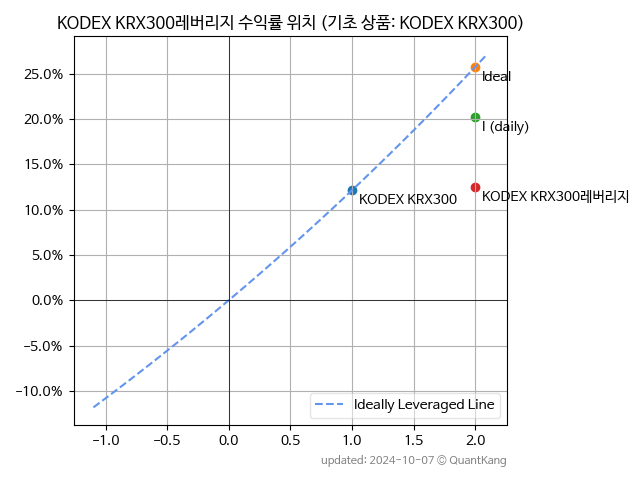 KODEX KRX300레버리지 수익률 위치 (기초 상품: KODEX KRX300)
25.0%
20.0%
15.0%
10.0%
5.0%
0.0%
−5.0%
−10.0%
Ideal
I (daily)
KODEX KRX300레버리지
KODEX KRX300
Ideally Leveraged Line
−1.0 −0.5 0.0 0.5 1.0 1.5 2.0
updated: 2024-10-07 © QuantKang